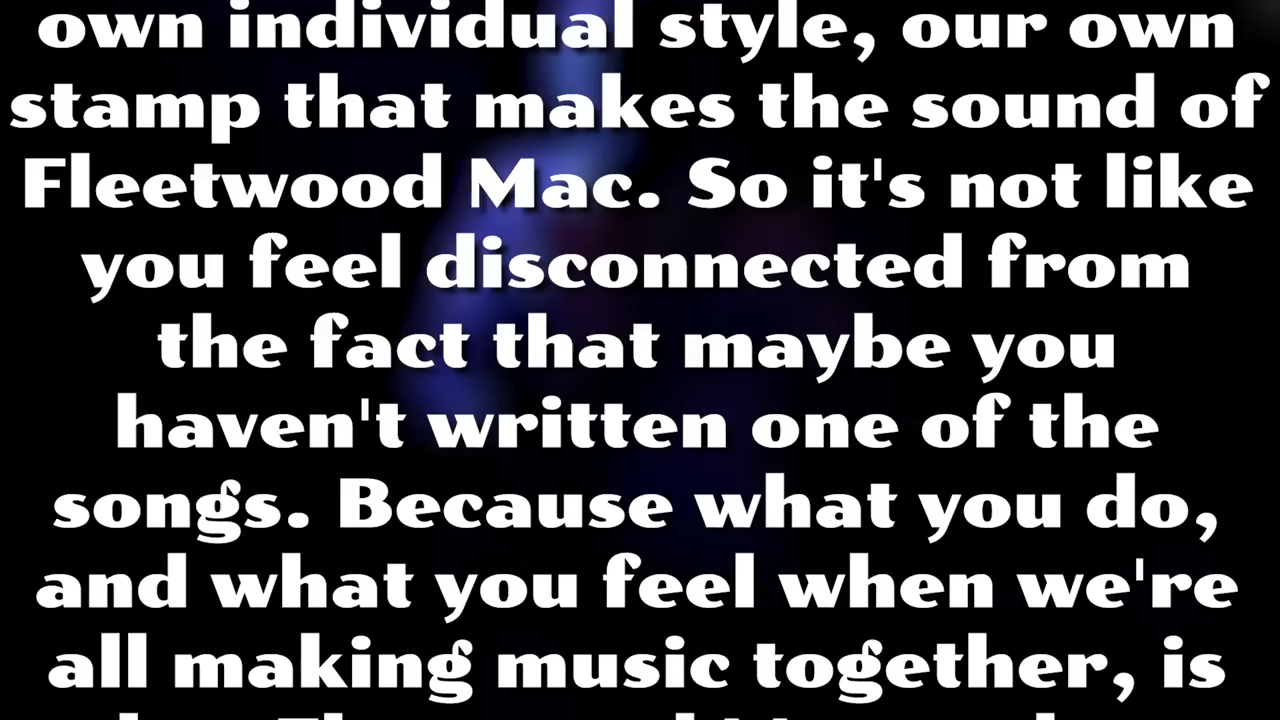 own individual style, our own
stamp that makes the sound of
Fleetwood Mac. So it's not like
you feel disconnected from
the fact that maybe you
haven't written one of the
songs. Because what you do,
and what you feel when we're
all making music together, is